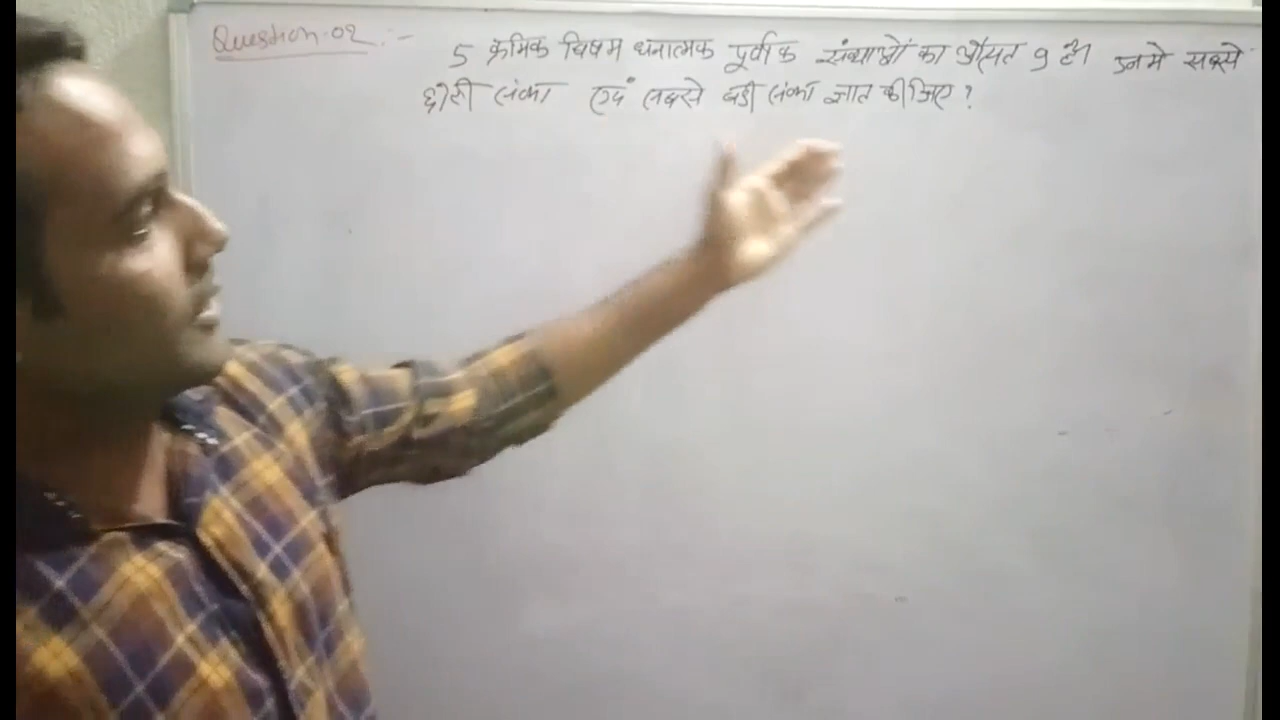 Question-02:-
5 क्रमिक विषम धनात्मक पूर्वाक संख्याओं का औसत 9 है। उनमे सबसे
छोटी संख्या एवं सबसे बडी संख्या ज्ञात कीजिए ?